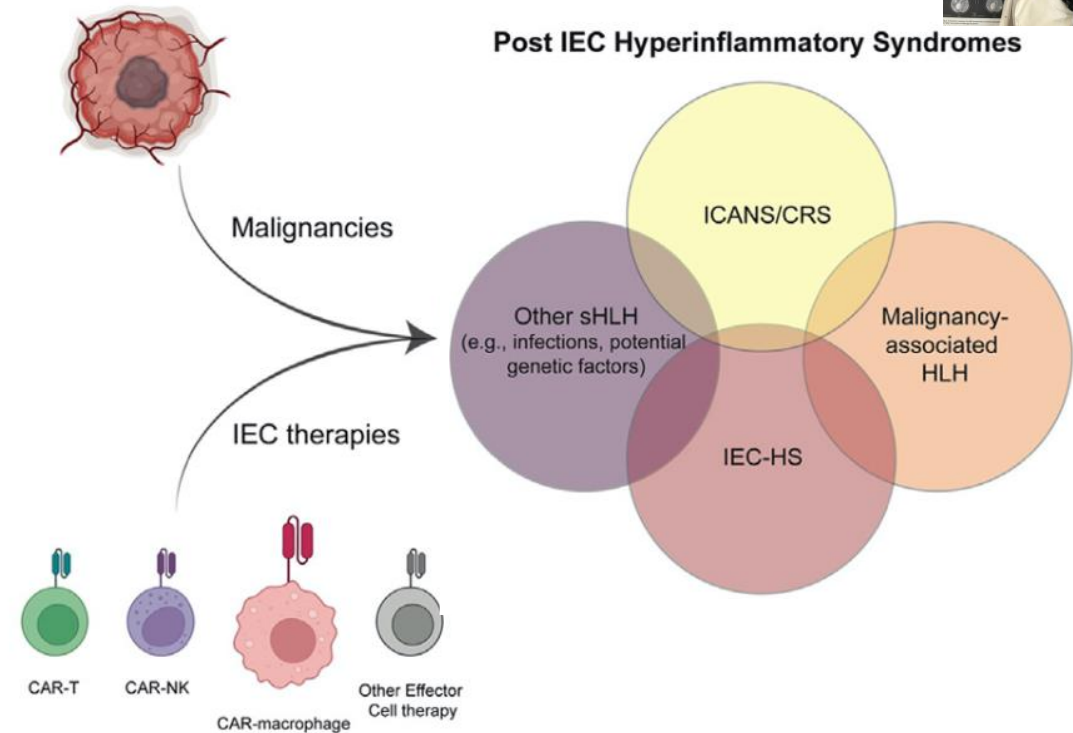 Post IEC Hyperinflammatory Syndromes
Malignancies
IEC therapies
ICANS/CRS
Other sHLH
(e.g., infections, potential
genetic factors)
Malignancy-
associated
HLH
IEC-HS
CAR-T
CAR-NK
CAR-macrophage
Other Effector
Cell therapy